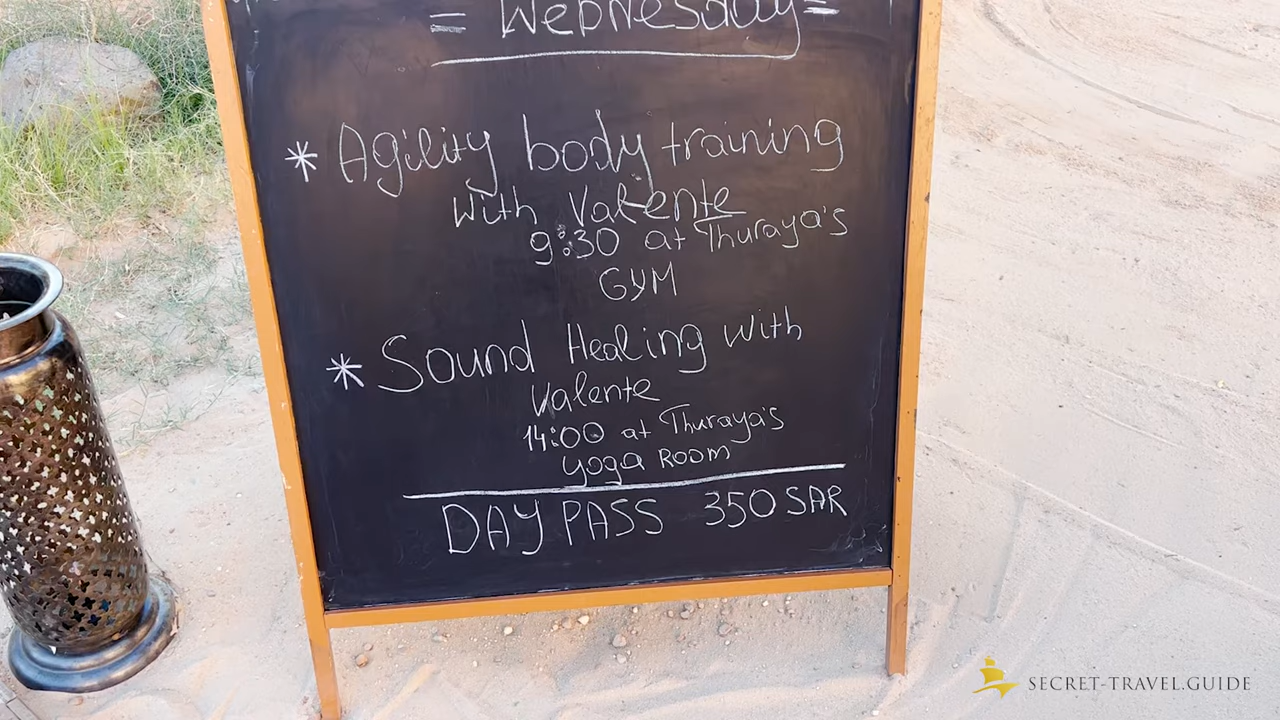 = Wednesday =
* Agility body training
with Valente
9:30 at Thuraya's
GYM
* Sound Healing with
Valente
14:00 at Thuraya's
yoga ROOM
DAY PASS 350 SAR
SECRET-TRAVEL.GUIDE